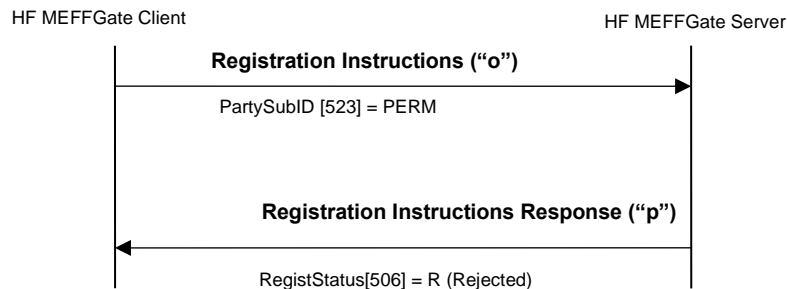 HF MEFFGate Client
HF MEFFGate Server
Registration Instructions (“o”)
PartySubID [523] = PERM
Registration Instructions Response (“p”)
RegistStatus[506] = R (Rejected)